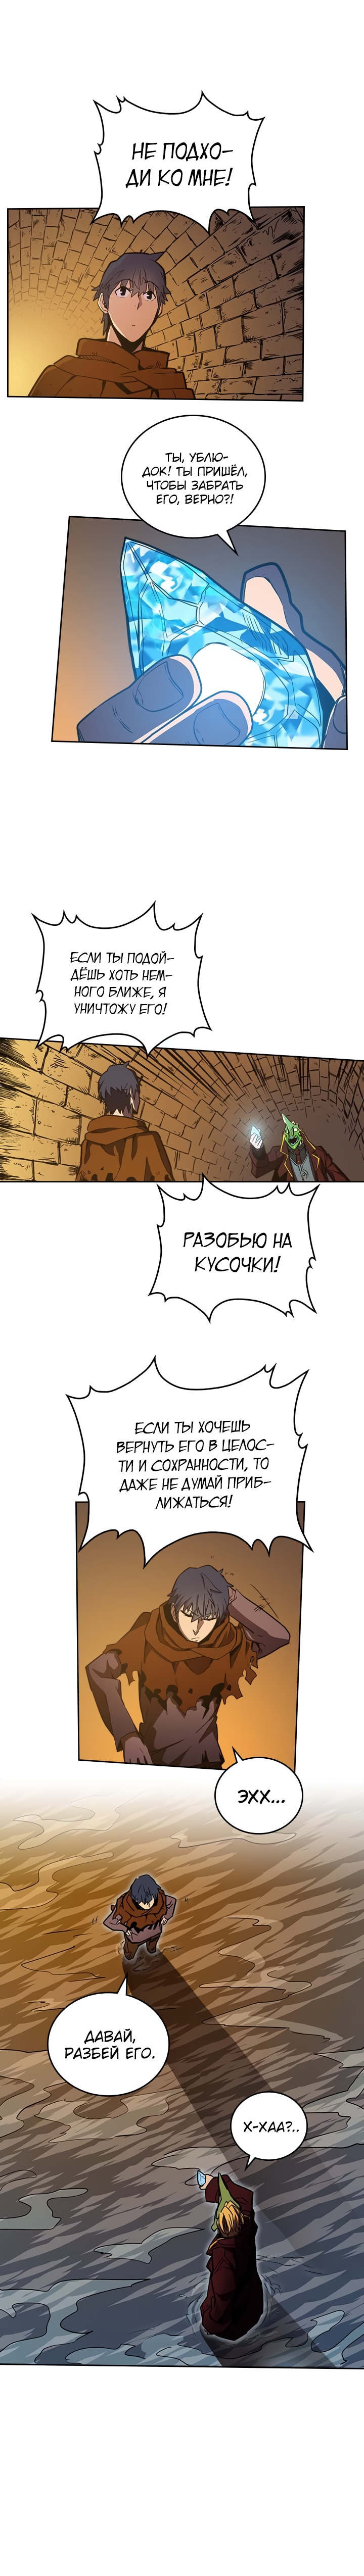 НЕ ПОДХО-
ДИ КО МНЕ!
ТЫ, УБЛЮ-
ДОК! ТЫ ПРИШЁЛ,
ЧТОБЫ ЗАБРАТЬ
ЕГО, ВЕРНО?!
ЕСЛИ ТЫ ПОДОЙ-
ДЁШЬ ХОТЬ НЕМ-
НОГО БЛИЖЕ, Я
УНИЧТОЖУ ЕГО!
РАЗОБЬЮ НА
КУСОЧКИ!
ЕСЛИ ТЫ ХОЧЕШЬ
ВЕРНУТЬ ЕГО В ЦЕЛОС-
ТИ И СОХРАННОСТИ, ТО
ДАЖЕ НЕ ДУМАЙ ПРИБ-
ЛИЖАТЬСЯ!
ЭХХ...
ДАВАЙ,
РАЗБЕЙ ЕГО.
Х-ХАА?..